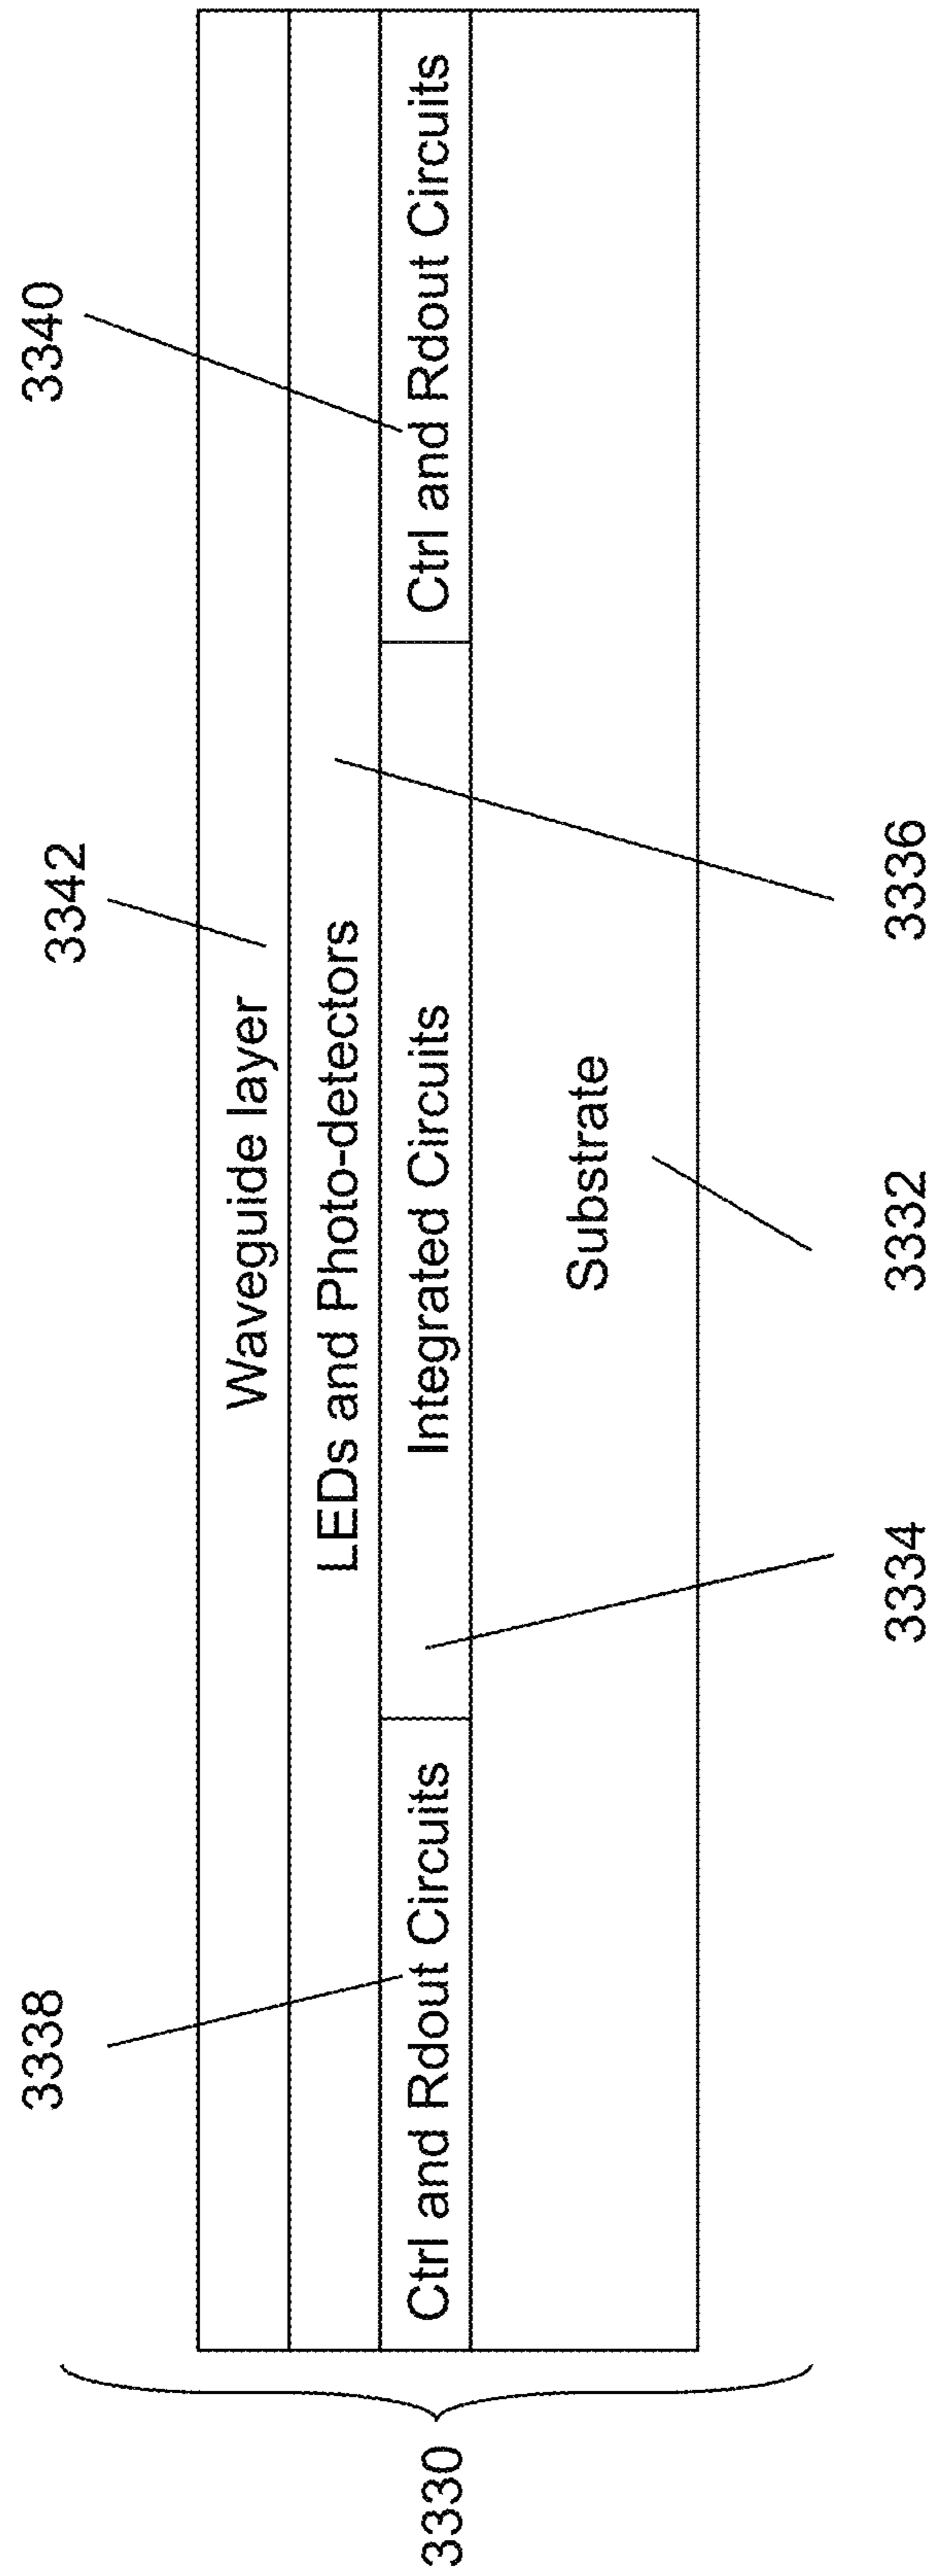 3338
3342
3340
Waveguide layer
LEDs and Photo-detectors
Ctrl and Rdout Circuits
Integrated Circuits
Ctrl and Rdout Circuits
Substrate
3330
3334
3332
3336